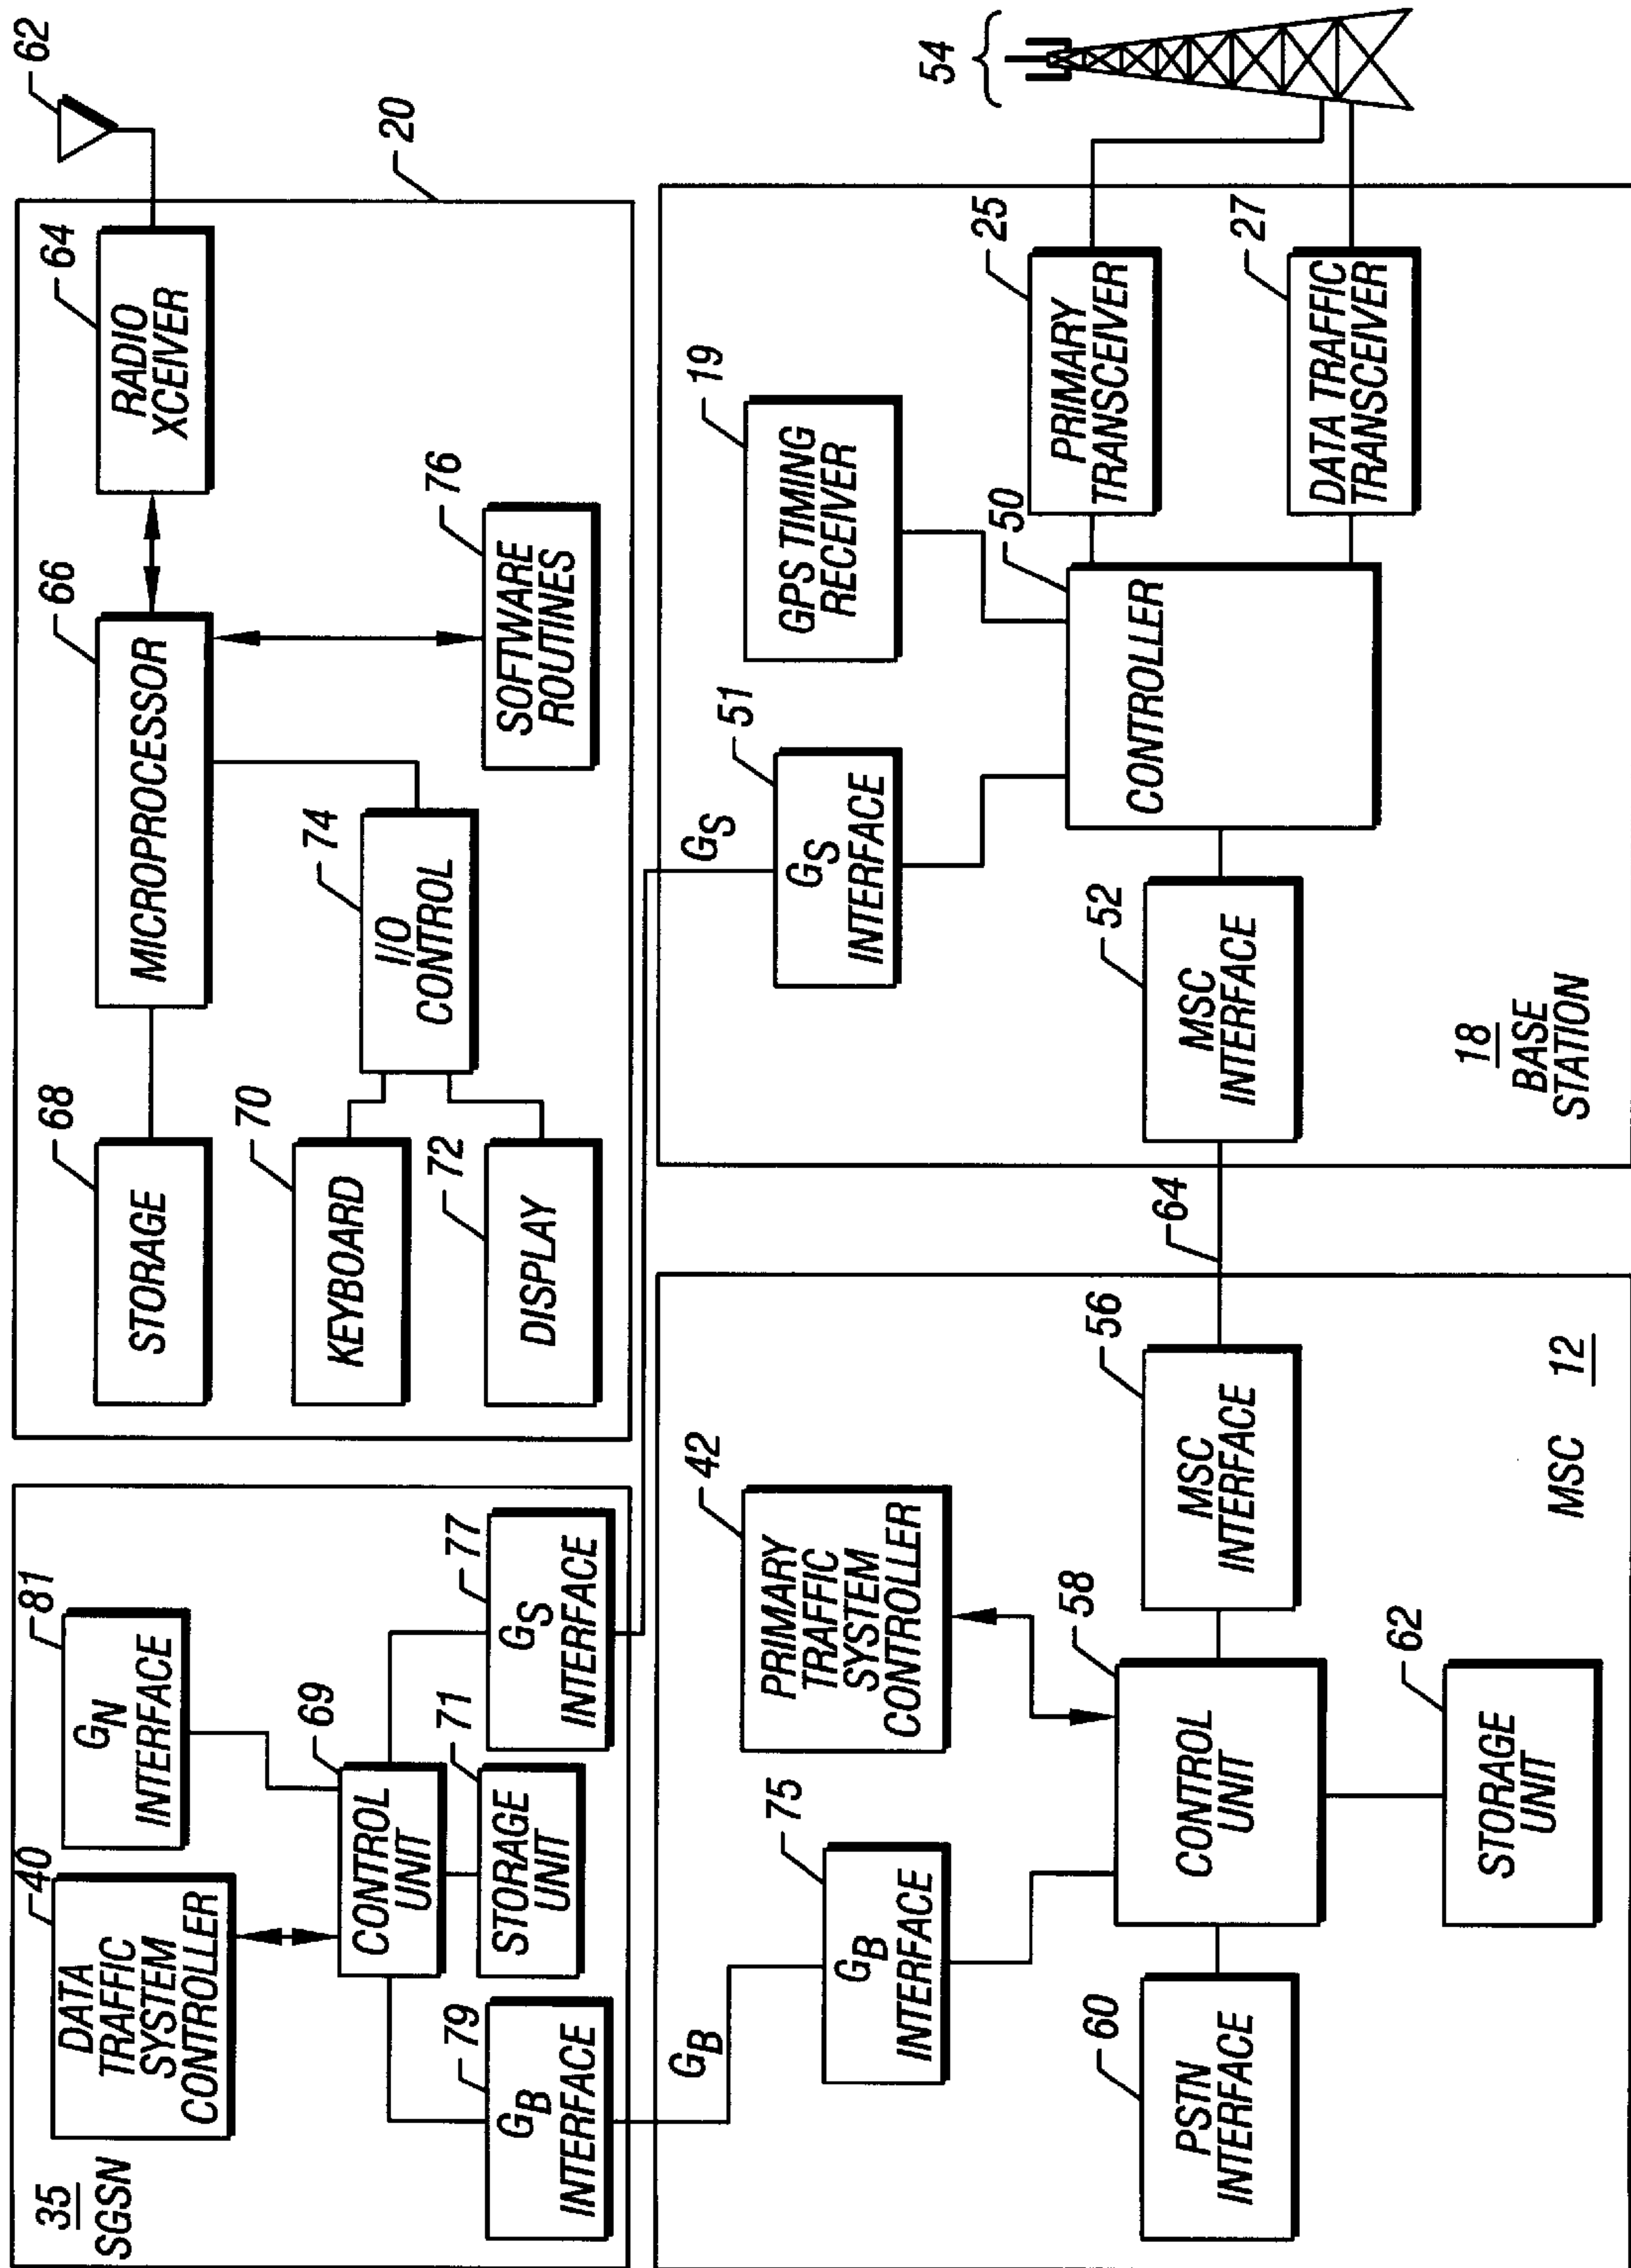 35
SGSN
40
DATA
TRAFFIC
SYSTEM
CONTROLLER
81
GN
INTERFACE
69
CONTROL
UNIT
71
STORAGE
UNIT
77
GS
INTERFACE
79
GB
INTERFACE
68
STORAGE
66
MICROPROCESSOR
64
RADIO
XCEIVER
62
20
70
KEYBOARD
72
DISPLAY
74
I/O
CONTROL
76
SOFTWARE
ROUTINES
GB
75
GB
INTERFACE
42
PRIMARY
TRAFFIC
SYSTEM
CONTROLLER
60
PSTN
INTERFACE
58
CONTROL
UNIT
56
MSC
INTERFACE
62
STORAGE
UNIT
MSC 12
64
GS
51
GS
INTERFACE
19
GPS TIMING
RECEIVER
52
MSC
INTERFACE
50
CONTROLLER
25
PRIMARY
TRANSCEIVER
27
DATA TRAFFIC
TRANSCEIVER
54
18
BASE
STATION